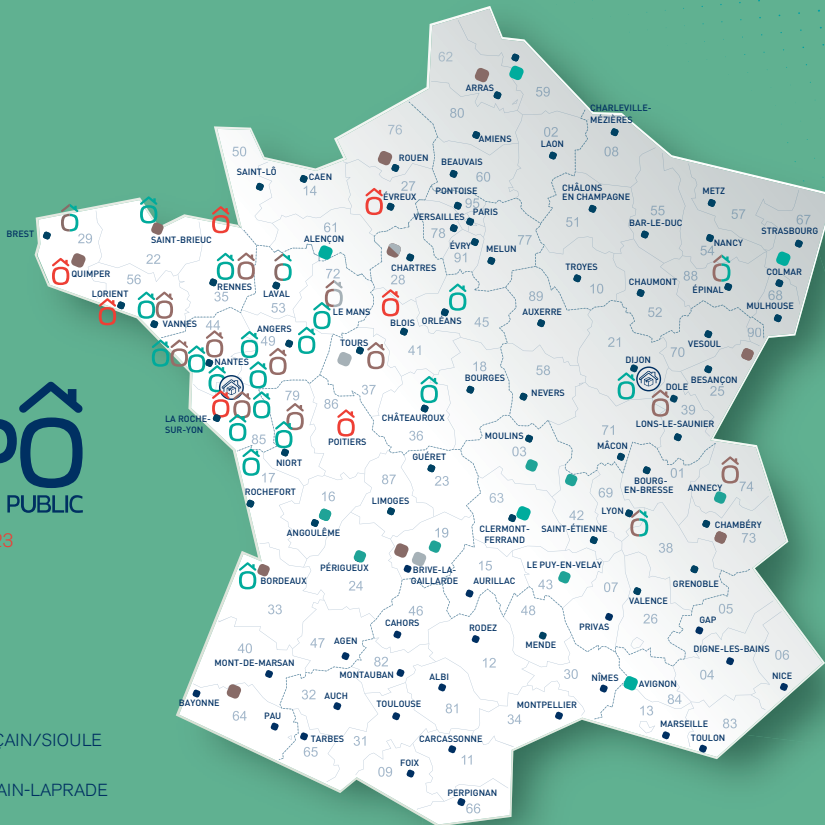 62
59
ARRAS
80
CHARLEVILLE-
MÉZIÈRES
76
AMIENS
02
LAON
08
50
ROUEN
BEAUVAIS
SAINT-LÔ
CAEN
14
27
ÉVREUX
60
PONTOISE
95
PARIS
VERSAILLES
78
ÉVRY
91
MELUN
77
CHÂLONS
EN CHAMPAGNE
51
55
BAR-LE-DUC
METZ
57
67
STRASBOURG
NANCY
54
BREST
29
SAINT-BRIEUC
22
61
ALENÇON
CHARTRES
28
TROYES
10
CHAUMONT
52
88
ÉPINAL
COLMAR
68
MULHOUSE
QUIMPER
56
LORIENT
VANNES
RENNES
35
LAVAL
53
72
LE MANS
BLOIS
ORLÉANS
45
89
AUXERRE
90
44
ANGERS
49
NANTES
TOURS
41
37
21
DIJON
70
VESOUL
BESANÇON
25
DOLE
39
LONS-LE-SAUNIER
18
BOURGES
58
NEVERS
79
86
POITIERS
CHÂTEAUROUX
36
LA ROCHE-
SUR-YON
85
NIORT
17
ROCHEFORT
MOULINS
03
71
MÂCON
01
BOURG-
EN-BRESSE
ANNECY
74
GUÉRET
23
87
LIMOGES
16
ANGOULÊME
63
CLERMONT-
FERRAND
69
LYON
42
SAINT-ÉTIENNE
CHAMBÉRY
73
38
19
BRIVE-LA-
GAILLARDE
PÉRIGUEUX
24
LE PUY-EN-VELAY
43
15
AURILLAC
GRENOBLE
BORDEAUX
33
07
VALENCE
26
PRIVAS
05
GAP
46
CAHORS
RODEZ
12
48
MENDE
47
AGEN
40
MONT-DE-MARSAN
82
MONTAUBAN
ALBI
81
30
NÎMES
AVIGNON
84
DIGNE-LES-BAINS
04
06
NICE
BAYONNE
64
PAU
32
AUCH
TOULOUSE
31
MONTPELLIER
34
13
MARSEILLE
83
TOULON
TARBES
65
CARCASSONNE
11
09
FOIX
PERPIGNAN
66
PÔ
PUBLIC
23
ÇAIN/SIOULE
AIN-LAPRADE